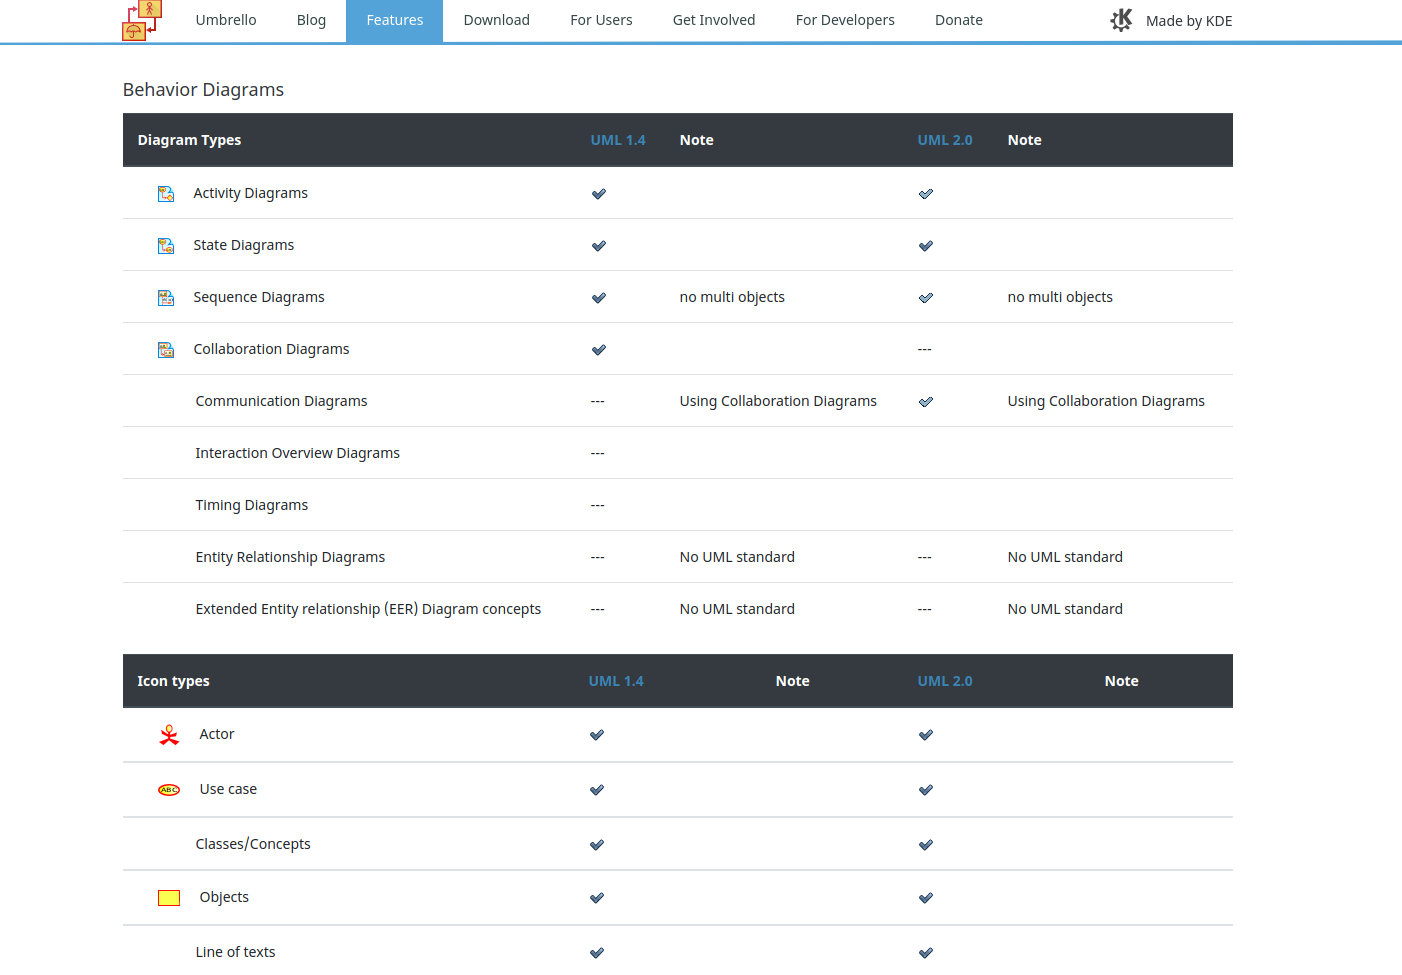 Umbrello Blog Features Download For Users Get Involved For Developers Donate Made by KDE
Behavior Diagrams
Diagram Types UML 1.4 Note UML 2.0 Note
Activity Diagrams
State Diagrams
Sequence Diagrams no multi objects no multi objects
Collaboration Diagrams ---
Communication Diagrams --- Using Collaboration Diagrams Using Collaboration Diagrams
Interaction Overview Diagrams ---
Timing Diagrams ---
Entity Relationship Diagrams --- No UML standard --- No UML standard
Extended Entity relationship (EER) Diagram concepts --- No UML standard --- No UML standard
Icon types UML 1.4 Note UML 2.0 Note
Actor
ABC Use case
Classes/Concepts
Objects
Line of texts